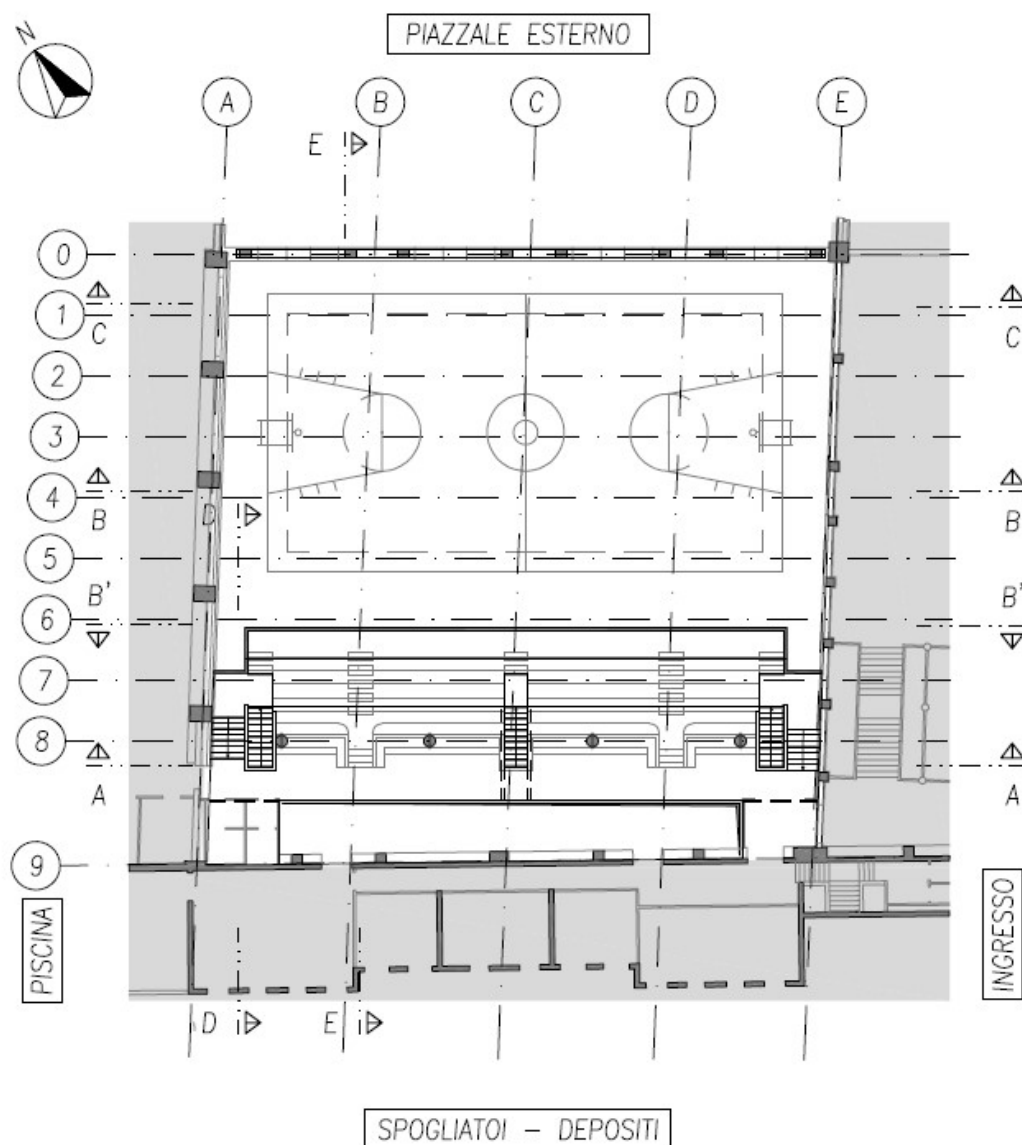 PIAZZALE ESTERNO
N
A B C D E
E
0
1
C C
2
3
4
B B
D
5
B' B'
6
7
8
A A
9
PISCINA
INGRESSO
D E
SPOGLIATOI – DEPOSITI